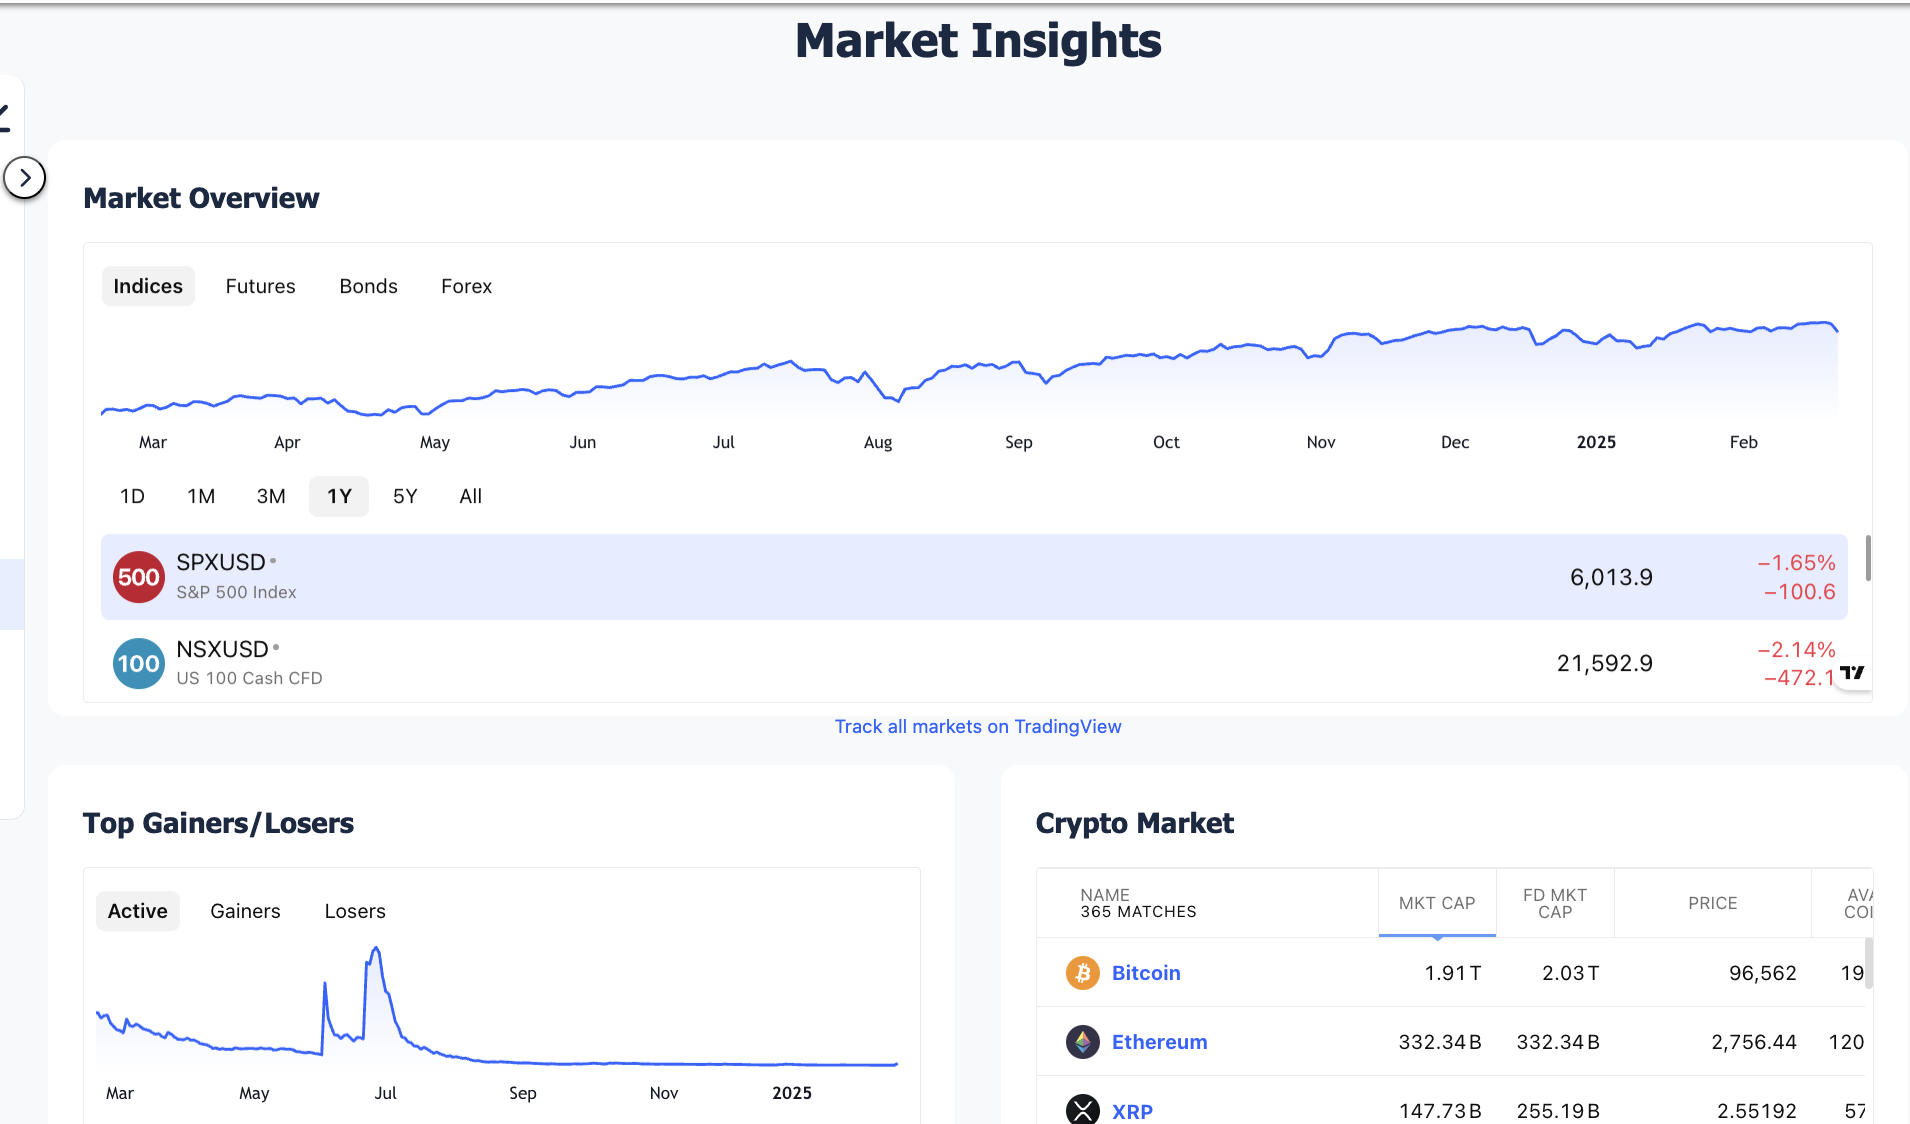 Market Insights
Market Overview
Indices Futures Bonds Forex
Mar Apr May Jun Jul Aug Sep Oct Nov Dec 2025 Feb
1D 1M 3M 1Y 5Y All
500 SPXUSD 6,013.9 −1.65%
S&P 500 Index −100.6
100 NSXUSD 21,592.9 −2.14%
US 100 Cash CFD −472.1
Track all markets on TradingView
Top Gainers/Losers
Active Gainers Losers
Mar May Jul Sep Nov 2025
Crypto Market
NAME MKT CAP FD MKT CAP PRICE
365 MATCHES
Bitcoin 1.91 T 2.03 T 96,562 19
Ethereum 332.34 B 332.34 B 2,756.44 120
XRP 147.73 B 255.19 B 2.55192 57